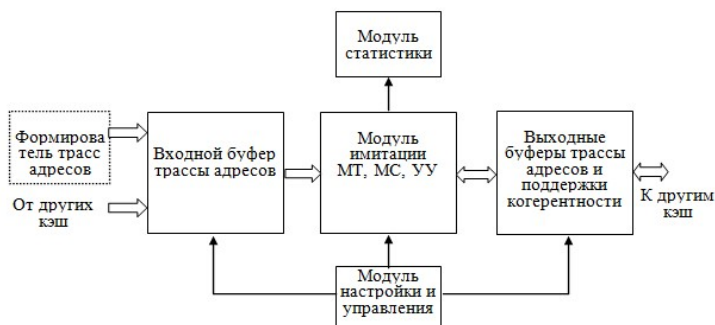 Модуль
статистики
Формирова
тель трасс
адресов
Входной буфер
трассы адресов
Модуль
имитации
МТ, МС, УУ
Выходные
буферы трассы
адресов и
поддержки
когерентности
От других
кэш
К другим
кэш
Модуль
настройки и
управления